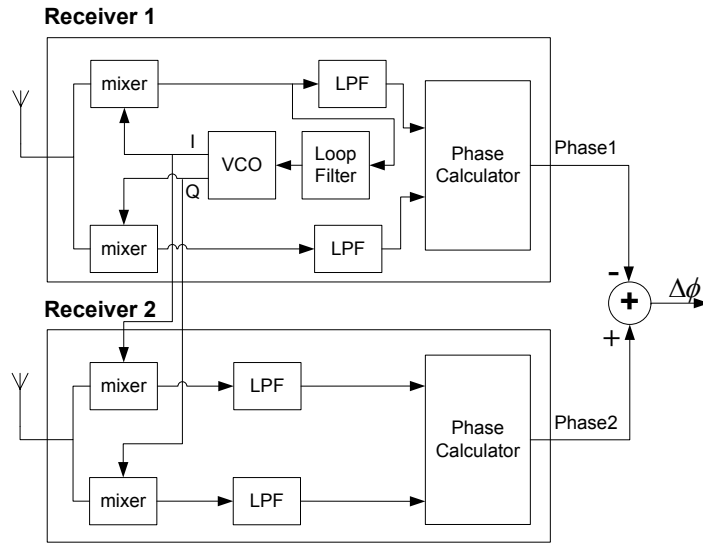 Receiver 1
mixer
LPF
I
VCO
Loop
Filter
Q
mixer
LPF
Phase
Calculator
Phase1
-
+
Δϕ
+
Receiver 2
mixer
LPF
mixer
LPF
Phase
Calculator
Phase2